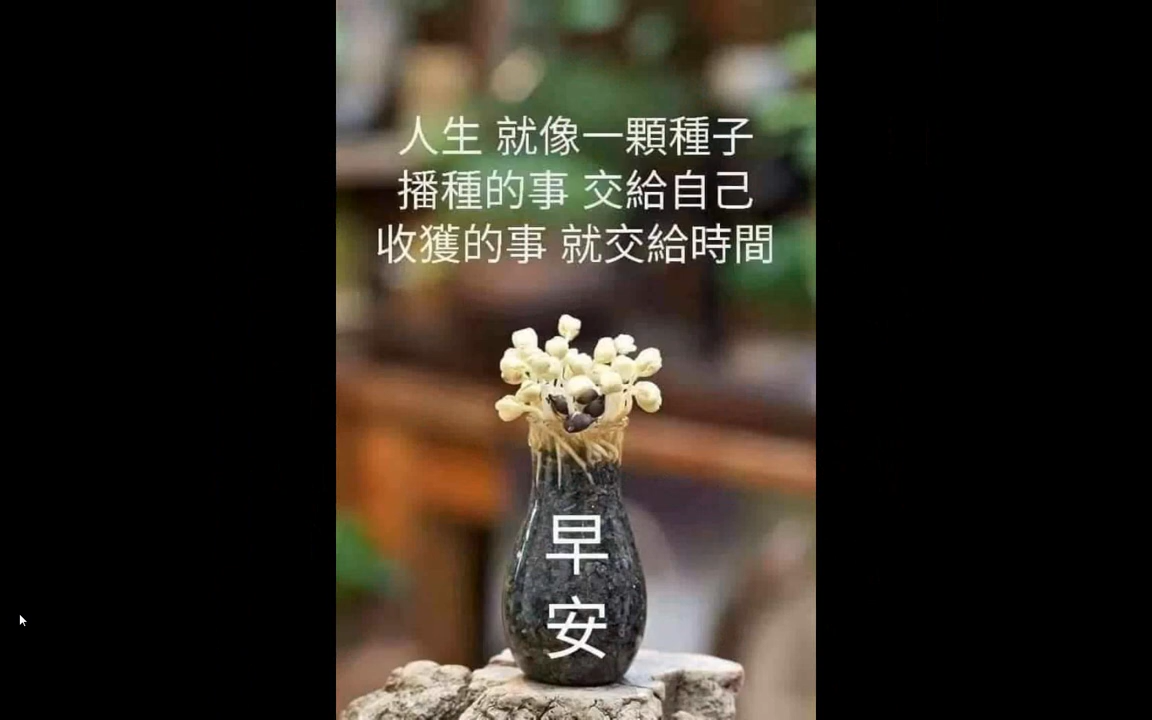 人生 就像一顆種子
播種的事 交給自己
收獲的事 就交給時間
早
安